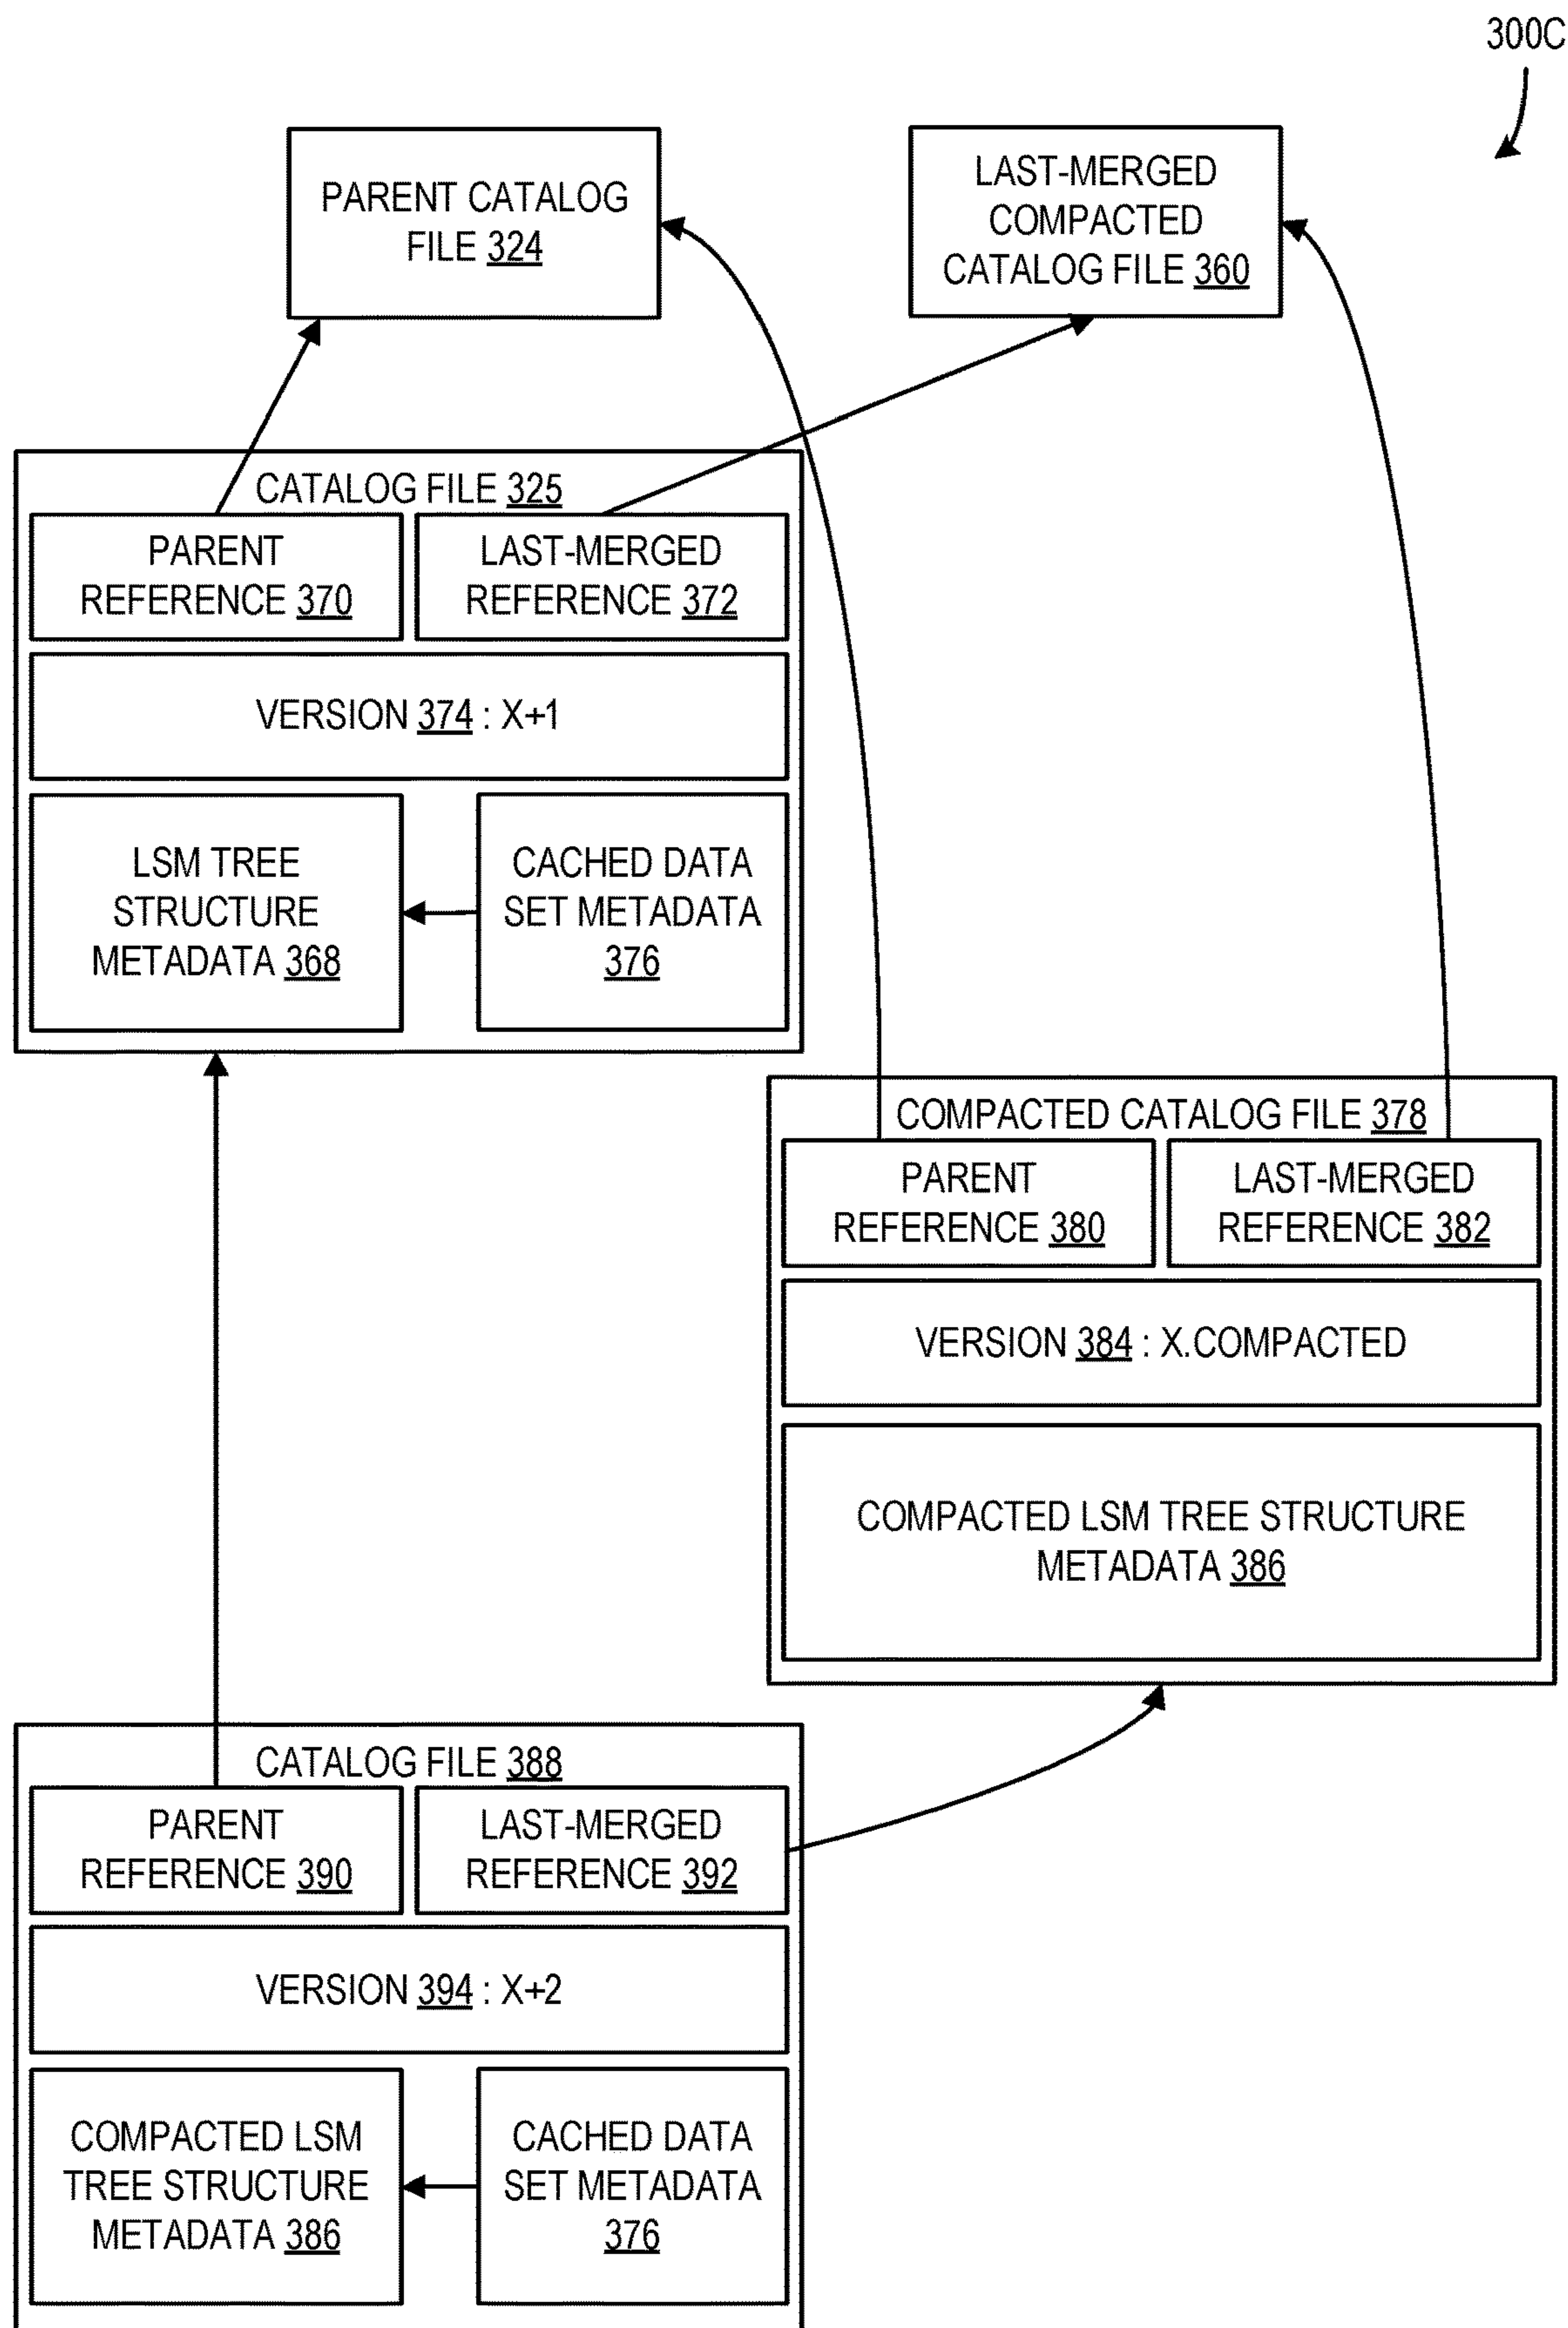 300C
PARENT CATALOG
FILE 324
LAST-MERGED
COMPACTED
CATALOG FILE 360
CATALOG FILE 325
PARENT
REFERENCE 370
LAST-MERGED
REFERENCE 372
VERSION 374 : X+1
LSM TREE
STRUCTURE
METADATA 368
CACHED DATA
SET METADATA
376
COMPACTED CATALOG FILE 378
PARENT
REFERENCE 380
LAST-MERGED
REFERENCE 382
VERSION 384 : X.COMPACTED
COMPACTED LSM TREE STRUCTURE
METADATA 386
CATALOG FILE 388
PARENT
REFERENCE 390
LAST-MERGED
REFERENCE 392
VERSION 394 : X+2
COMPACTED LSM
TREE STRUCTURE
METADATA 386
CACHED DATA
SET METADATA
376